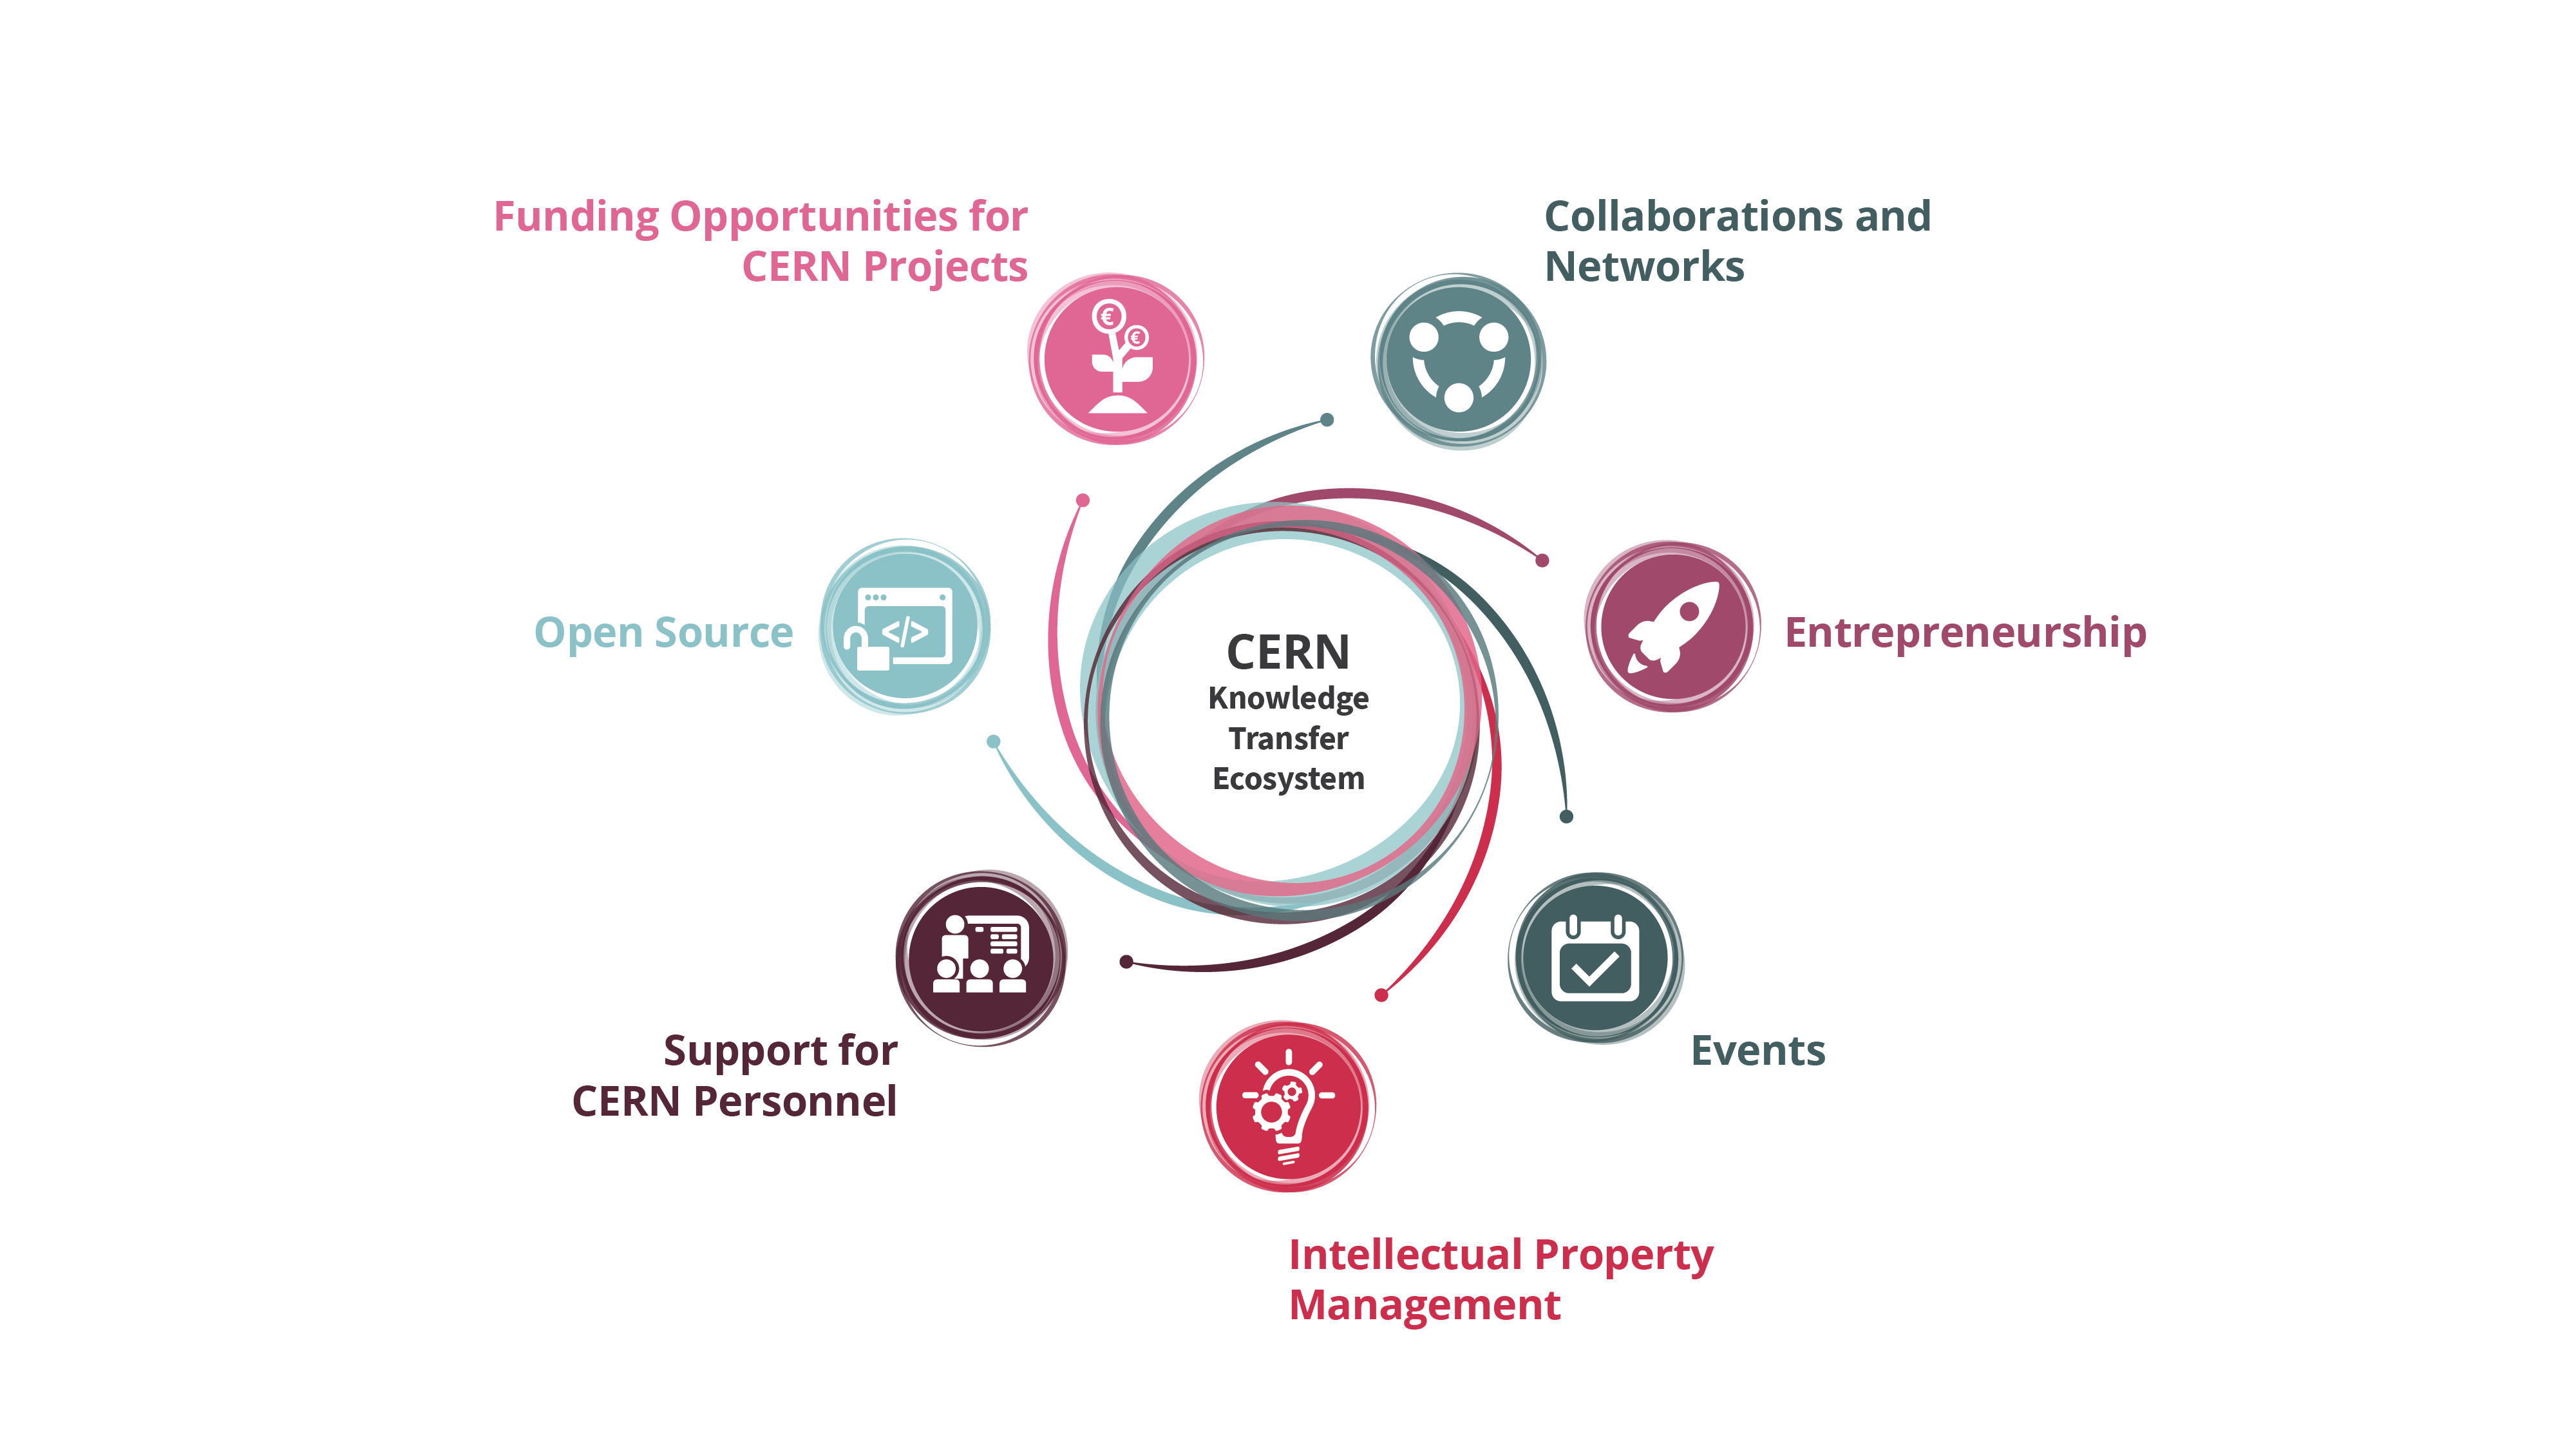 Funding Opportunities for
CERN Projects
Collaborations and
Networks
€
€
Open Source
</>
CERN
Knowledge
Transfer
Ecosystem
Entrepreneurship
Support for
CERN Personnel
Events
Intellectual Property
Management